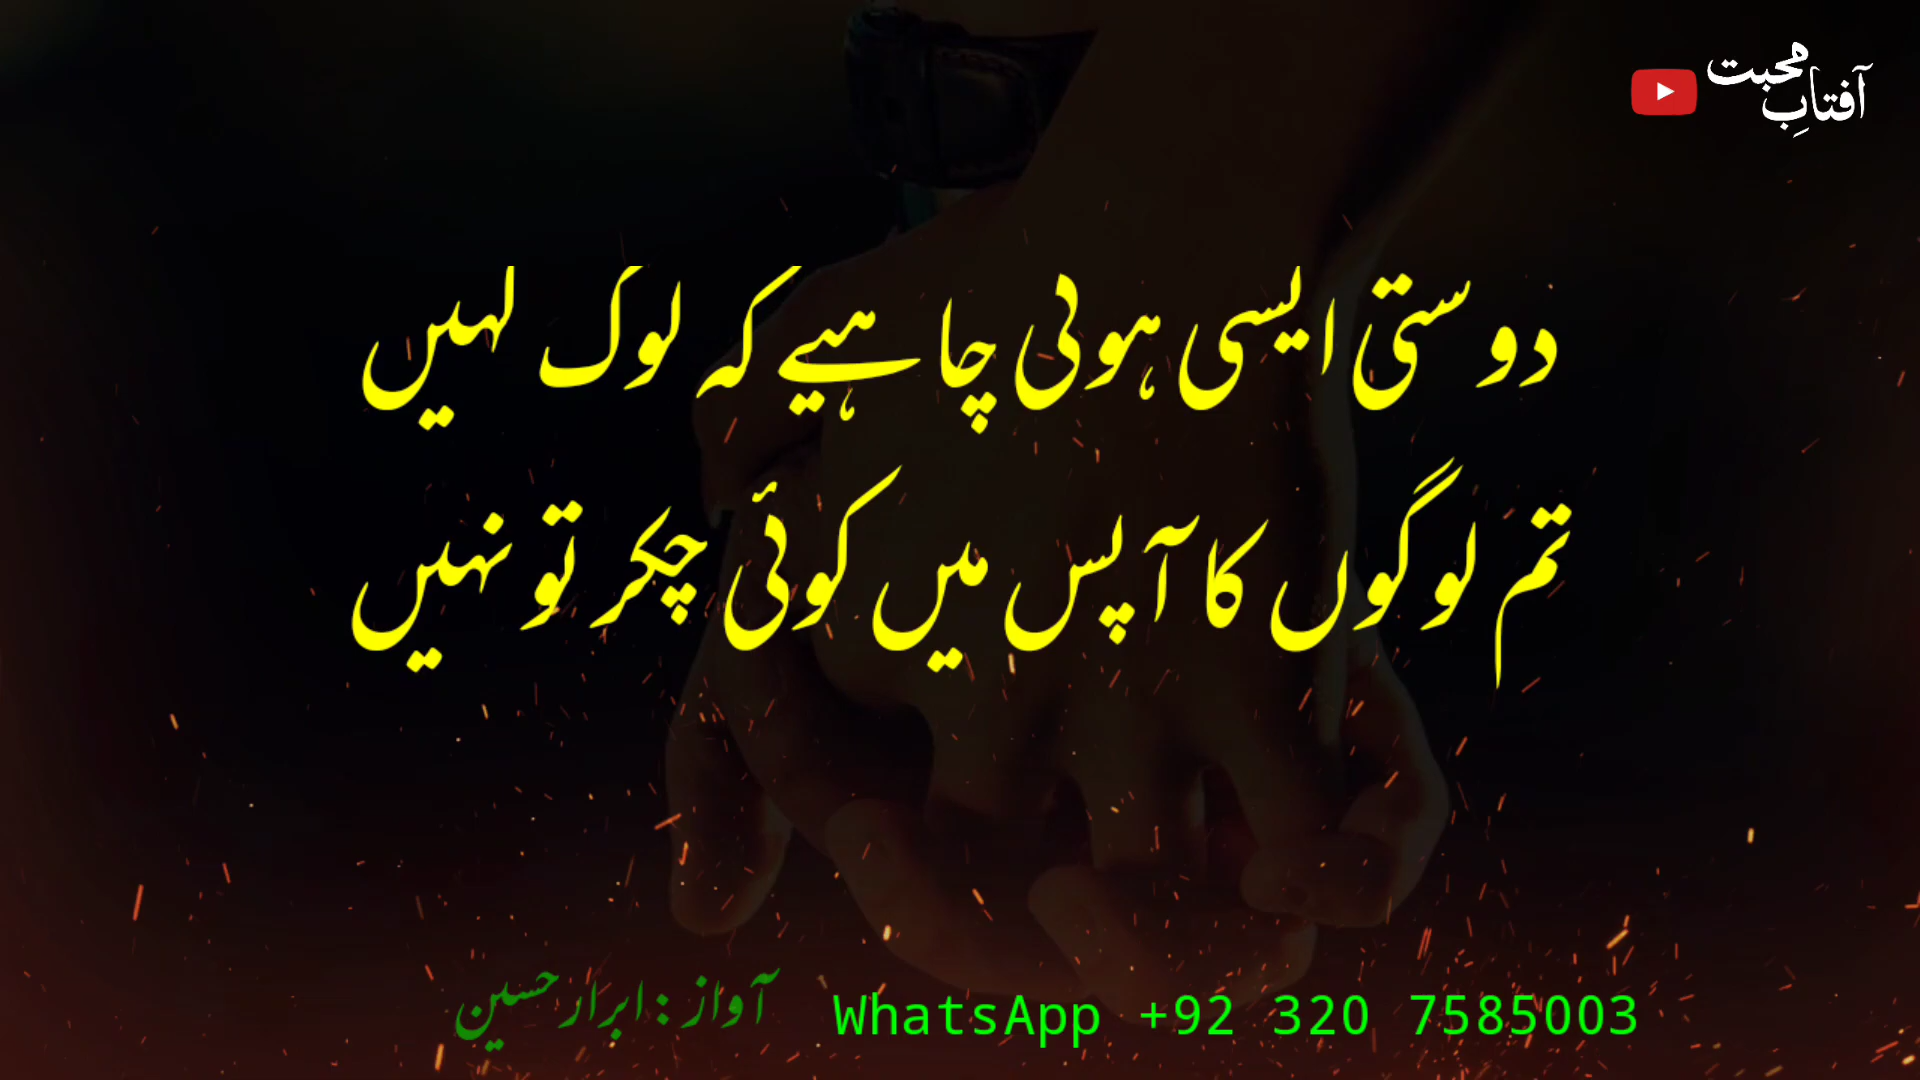 آفتابِ محبت
دوستی ایسی ہونی چاہیے کہ لوگ کہیں
تم لوگوں کا آپس میں کوئی چکر تو نہیں
آواز : ابرار حسین WhatsApp +92 320 7585003